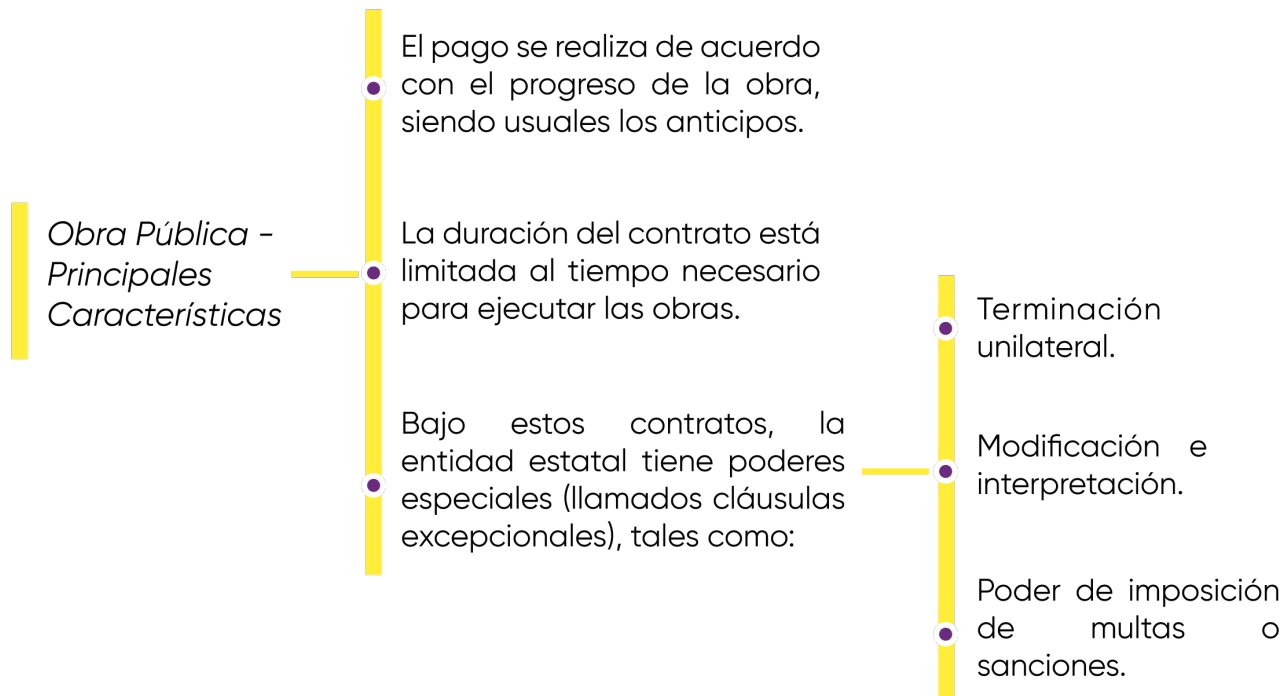 Obra Pública -
Principales
Características
El pago se realiza de acuerdo
con el progreso de la obra,
siendo usuales los anticipos.
La duración del contrato está
limitada al tiempo necesario
para ejecutar las obras.
Bajo estos contratos, la
entidad estatal tiene poderes
especiales (llamados cláusulas
excepcionales), tales como:
Terminación
unilateral.
Modificación e
interpretación.
Poder de imposición
de multas o
sanciones.